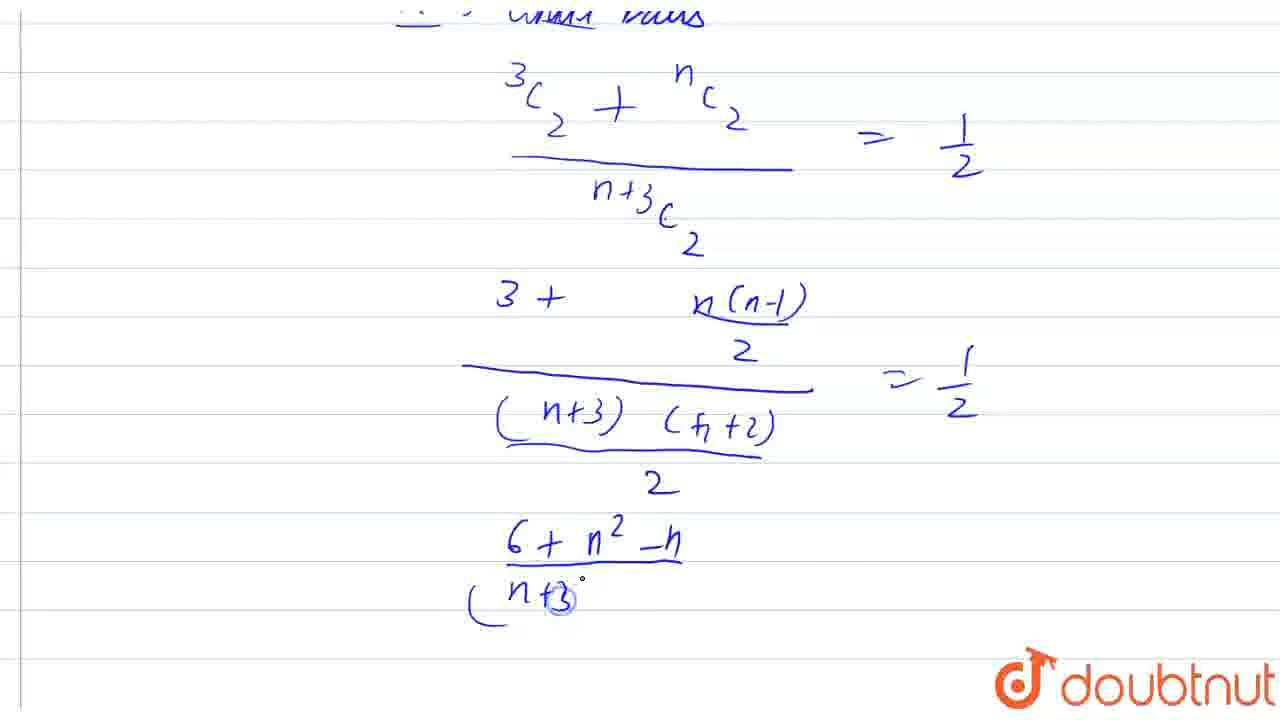 ³C₂ + ⁿC₂
———————— = 1/2
ⁿ⁺³C₂
3 + n(n-1)/2
———————— = 1/2
(n+3) (n+2)
2
6 + n² - n
(n+3
doubtnut